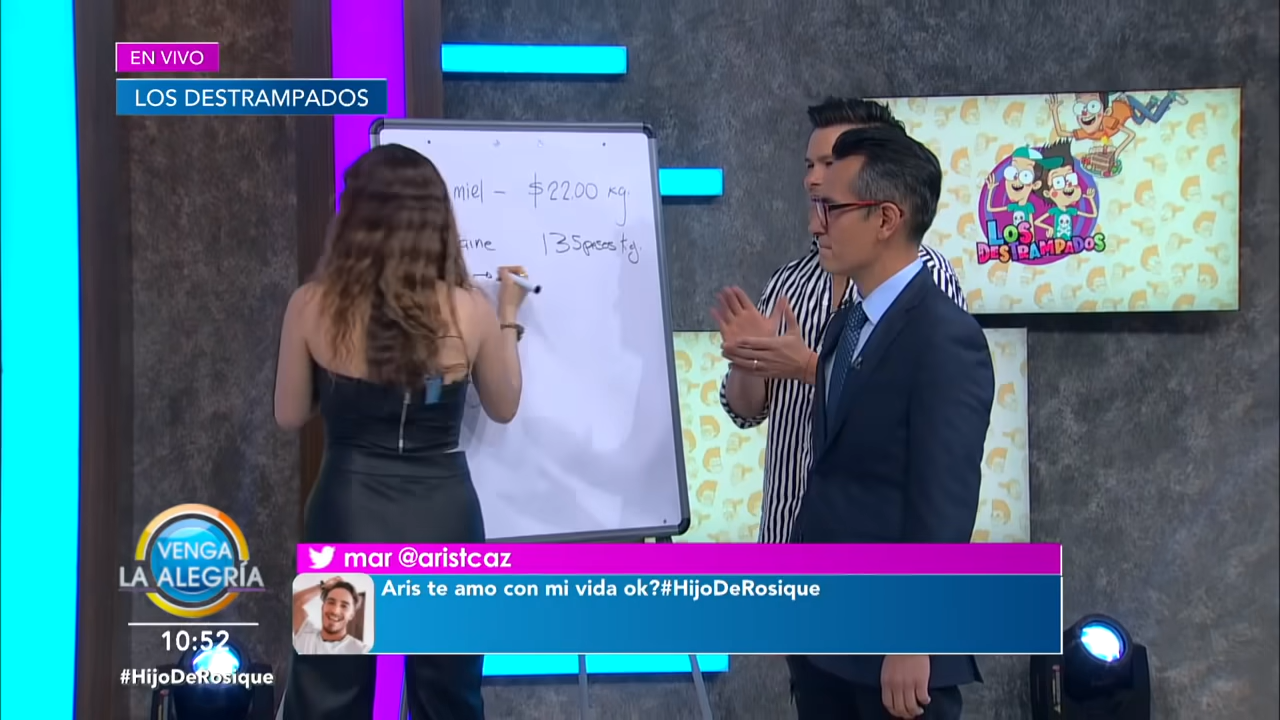 EN VIVO
LOS DESTRAMPADOS
miel - $22.00 kg.
135 pesos kg.
LOS
DESTRAMPADOS
mar @aristcaz
Aris te amo con mi vida ok?#HijoDeRosique
VENGA
LA ALEGRÍA
10:52
#HijoDeRosique